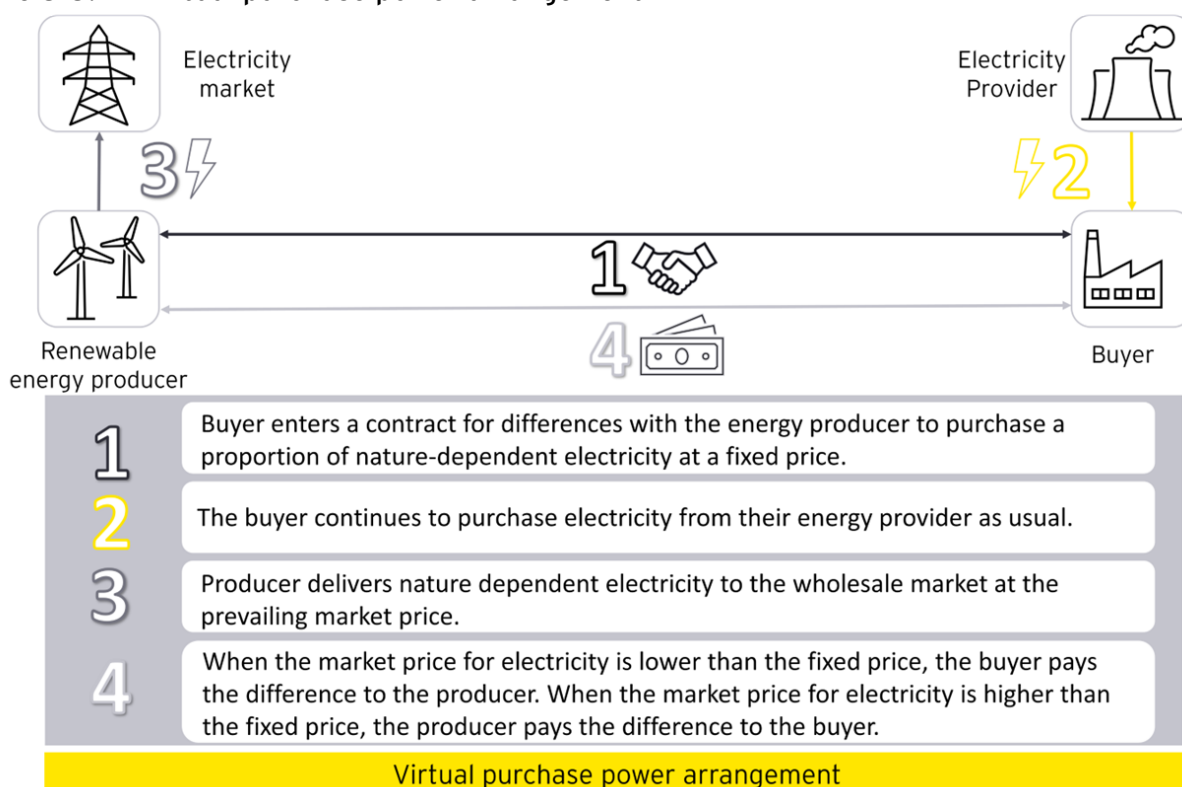 Electricity
market
Electricity
Provider
3
2
1
4
Renewable
energy producer
Buyer
1
Buyer enters a contract for differences with the energy producer to purchase a
proportion of nature-dependent electricity at a fixed price.
2
The buyer continues to purchase electricity from their energy provider as usual.
3
Producer delivers nature dependent electricity to the wholesale market at the
prevailing market price.
4
When the market price for electricity is lower than the fixed price, the buyer pays
the difference to the producer. When the market price for electricity is higher than
the fixed price, the producer pays the difference to the buyer.
Virtual purchase power arrangement